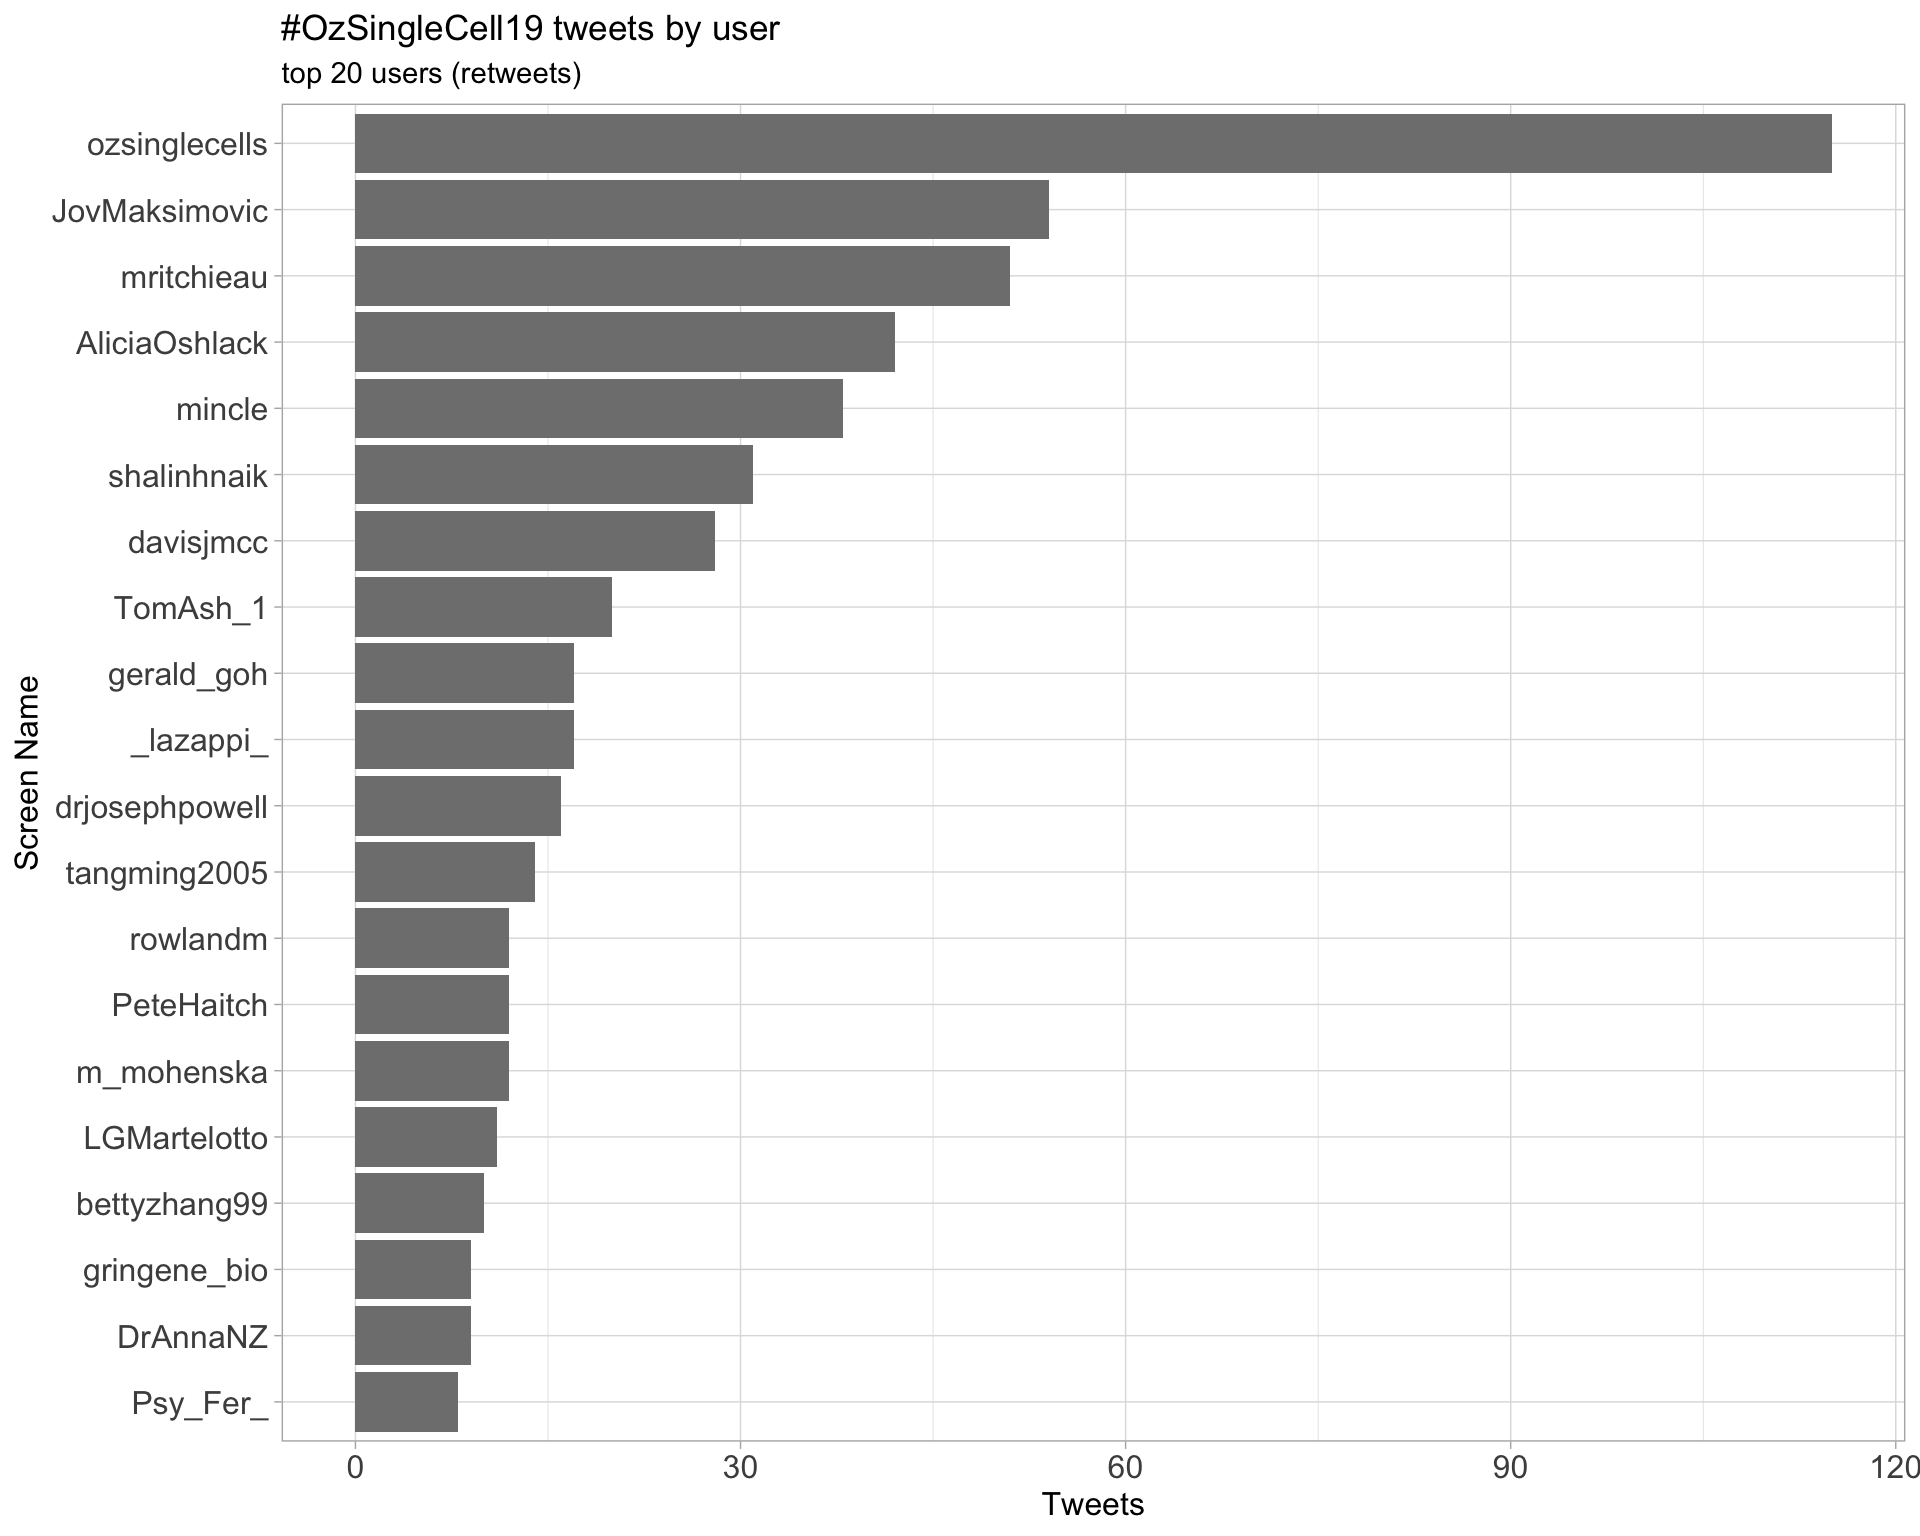 #OzSingleCell19 tweets by user
top 20 users (retweets)
Screen Name
ozsinglecells
JovMaksimovic
mritchieau
AliciaOshlack
mincle
shalinhnaik
davisjmcc
TomAsh_1
gerald_goh
_lazappi_
drjosephpowell
tangming2005
rowlandm
PeteHaitch
m_mohenska
LGMartelotto
bettyzhang99
gringene_bio
DrAnnaNZ
Psy_Fer_
0 30 60 90 120
Tweets